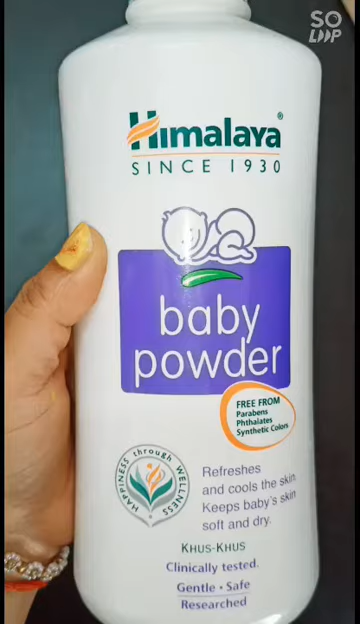 SO
LOOP
Himalaya®
SINCE 1930
baby
powder
FREE FROM
Parabens
Phthalates
Synthetic Colors
HAPPINESS through WELLNESS
Refreshes
and cools the skin.
Keeps baby's skin
soft and dry.
KHUS-KHUS
Clinically tested.
Gentle • Safe
Researched